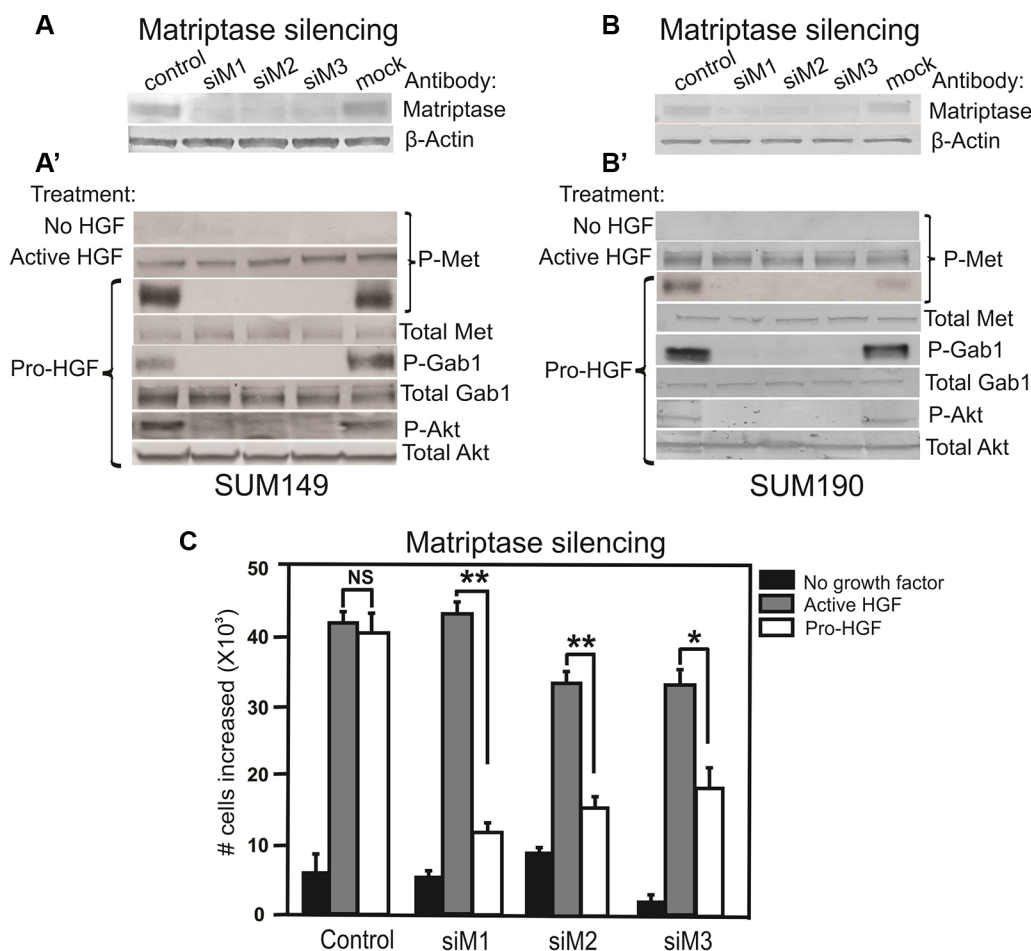 A
Matriptase silencing
control siM1 siM2 siM3 mock Antibody:
Matriptase
β-Actin
A'
Treatment:
No HGF
Active HGF
P-Met
Total Met
P-Gab1
Pro-HGF
Total Gab1
P-Akt
Total Akt
SUM149
B
Matriptase silencing
control siM1 siM2 siM3 mock Antibody:
Matriptase
β-Actin
B'
Treatment:
No HGF
Active HGF
P-Met
Total Met
P-Gab1
Pro-HGF
Total Gab1
P-Akt
Total Akt
SUM190
C
Matriptase silencing
# cells increased (X10³)
50
40
30
20
10
0
NS
**
**
*
No growth factor
Active HGF
Pro-HGF
Control siM1 siM2 siM3